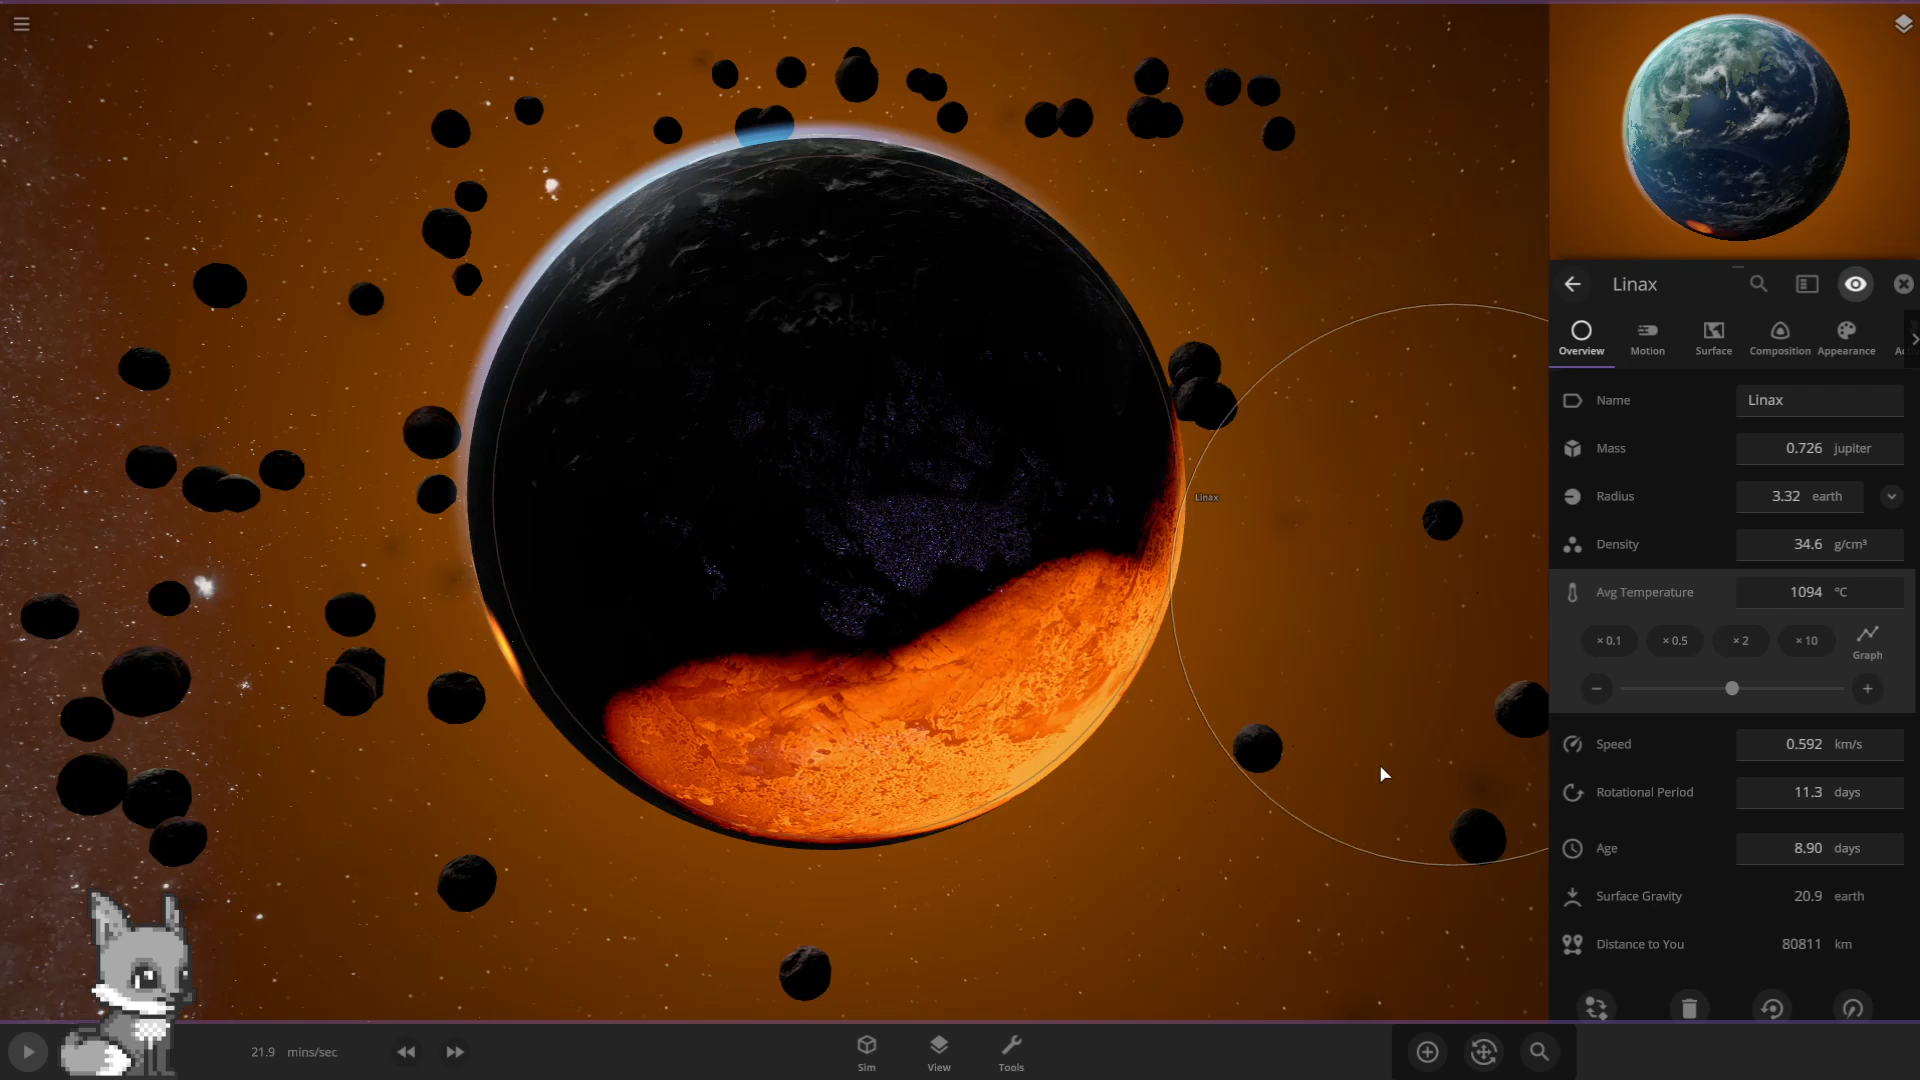 Linax
Linax
Overview
Motion
Surface
Composition
Appearance
Name
Linax
Mass
0.726 jupiter
Radius
3.32 earth
Density
34.6 g/cm³
Avg Temperature
1094 °C
× 0.1
× 0.5
× 2
× 10
Graph
Speed
0.592 km/s
Rotational Period
11.3 days
Age
8.90 days
Surface Gravity
20.9 earth
Distance to You
80811 km
21.9 mins/sec
Sim
View
Tools